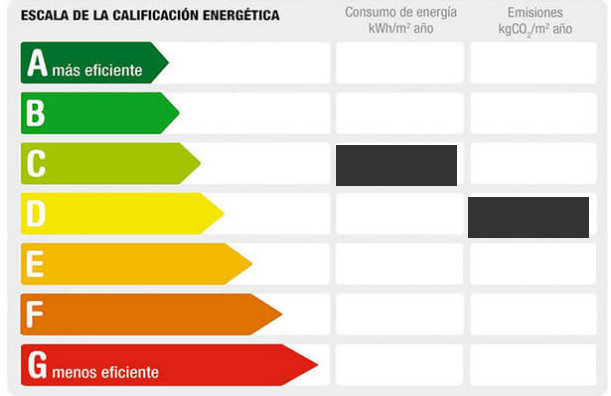 ESCALA DE LA CALIFICACIÓN ENERGÉTICA
Consumo de energía
kWh/m² año
Emisiones
kgCO₂/m² año
A más eficiente
B
C
D
E
F
G menos eficiente